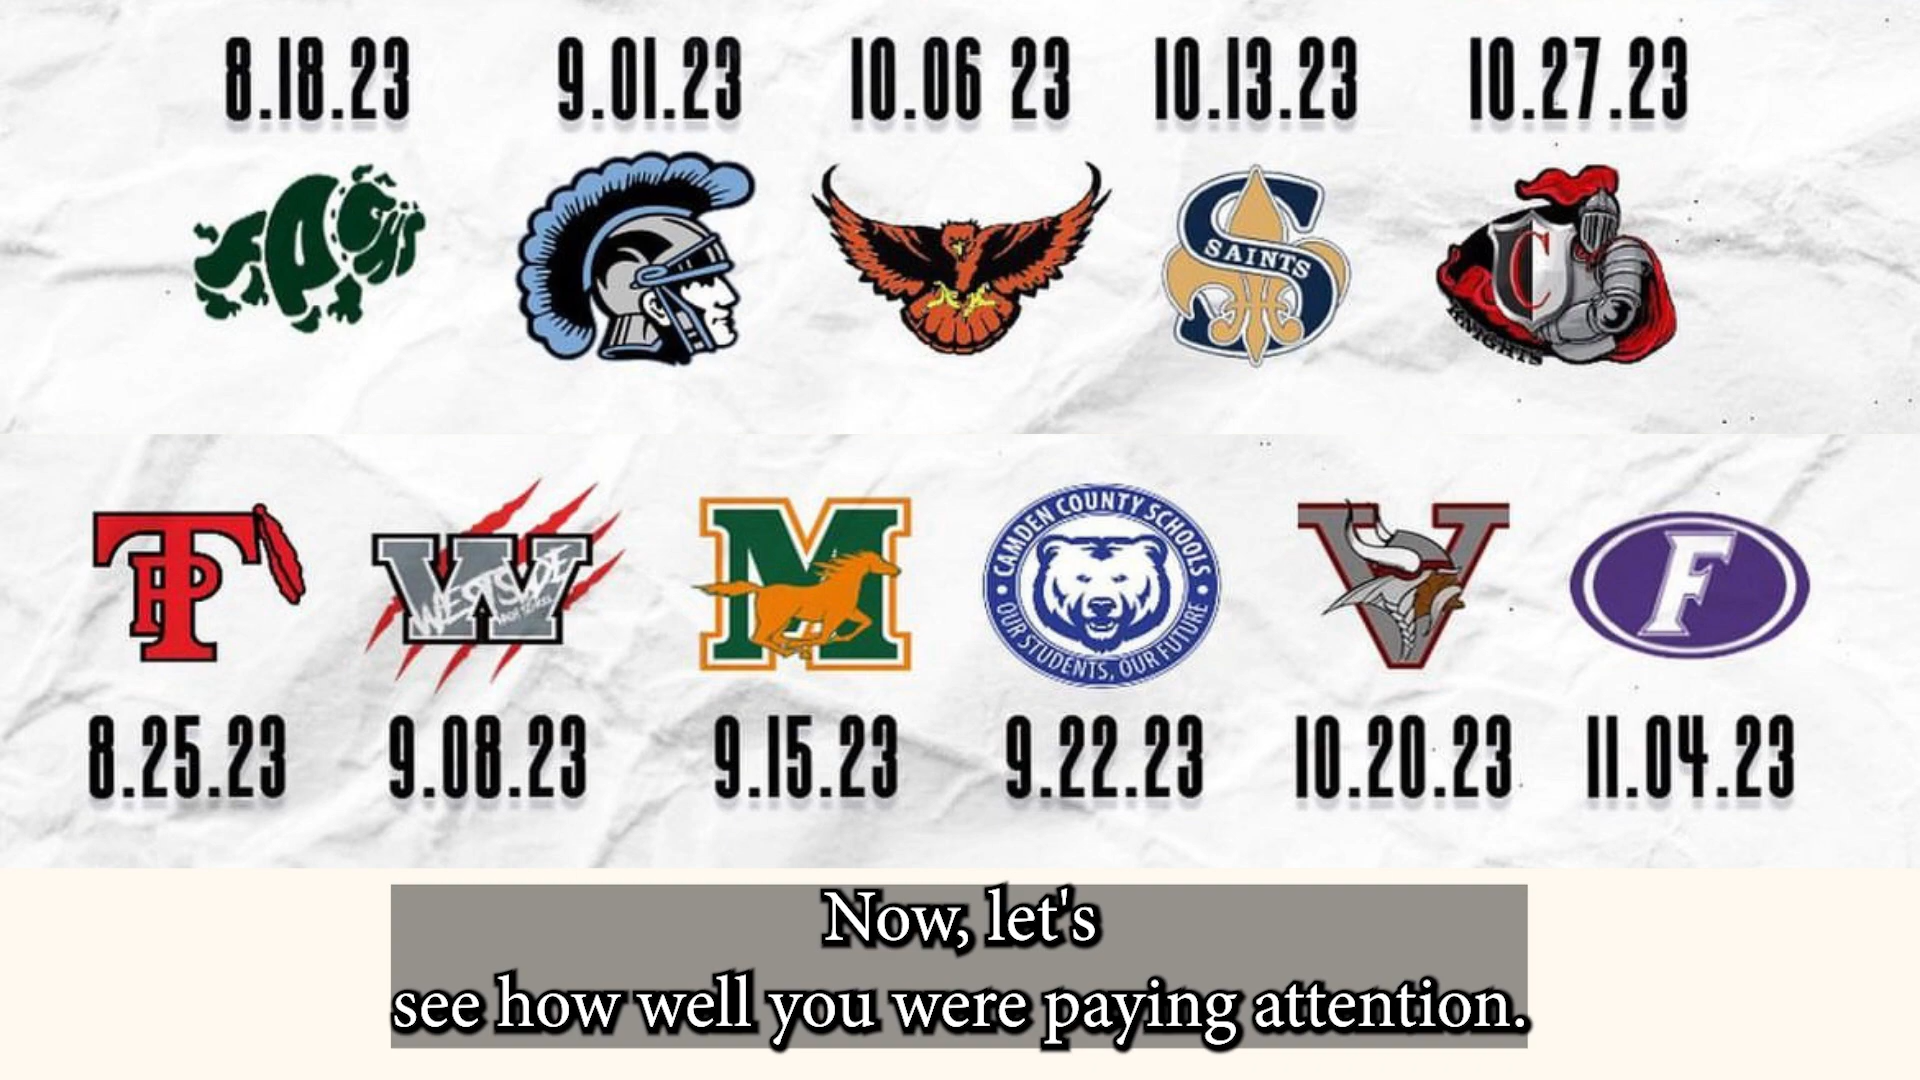 8.18.23
9.01.23
10.06 23
10.13.23
10.27.23
P
SAINTS
C
KNIGHTS
TP
WESTSIDE
W
M
CAMDEN COUNTY SCHOOLS
OUR STUDENTS, OUR FUTURE
V
F
8.25.23
9.08.23
9.15.23
9.22.23
10.20.23
11.04.23
Now, let's
see how well you were paying attention.